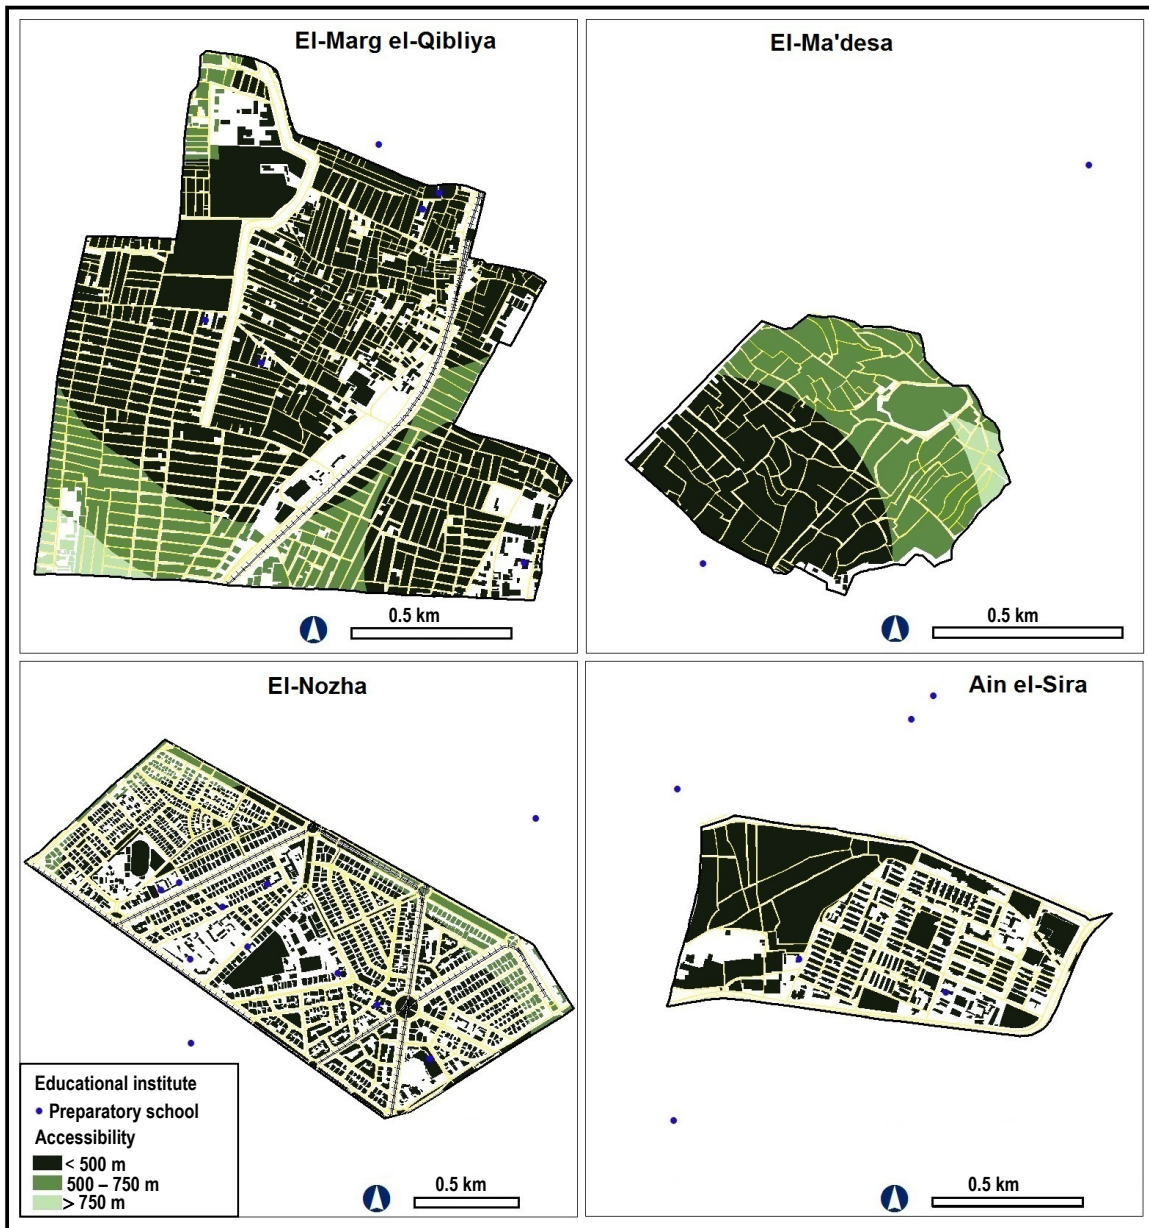 El-Marg el-Qibliya
0.5 km
El-Ma'desa
0.5 km
El-Nozha
Educational institute
Preparatory school
Accessibility
< 500 m
500 – 750 m
> 750 m
0.5 km
Ain el-Sira
0.5 km